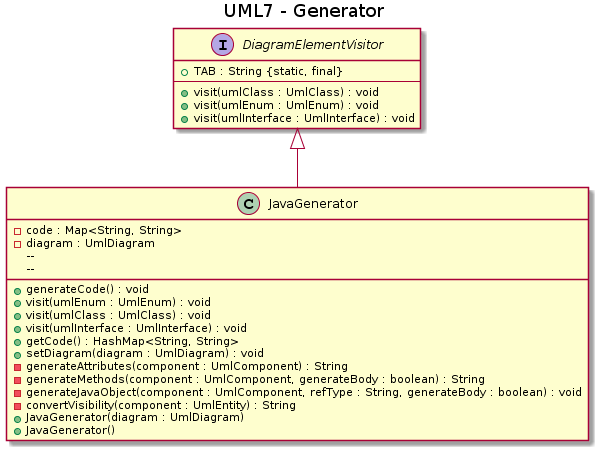 UML7 - Generator
I DiagramElementVisitor
TAB : String {static, final}
visit(umlClass : UmlClass) : void
visit(umlEnum : UmlEnum) : void
visit(umlInterface : UmlInterface) : void
C JavaGenerator
code : Map<String, String>
diagram : UmlDiagram
--
--
generateCode() : void
visit(umlEnum : UmlEnum) : void
visit(umlClass : UmlClass) : void
visit(umlInterface : UmlInterface) : void
getCode() : HashMap<String, String>
setDiagram(diagram : UmlDiagram) : void
generateAttributes(component : UmlComponent) : String
generateMethods(component : UmlComponent, generateBody : boolean) : String
generateJavaObject(component : UmlComponent, refType : String, generateBody : boolean) : void
convertVisibility(component : UmlEntity) : String
JavaGenerator(diagram : UmlDiagram)
JavaGenerator()